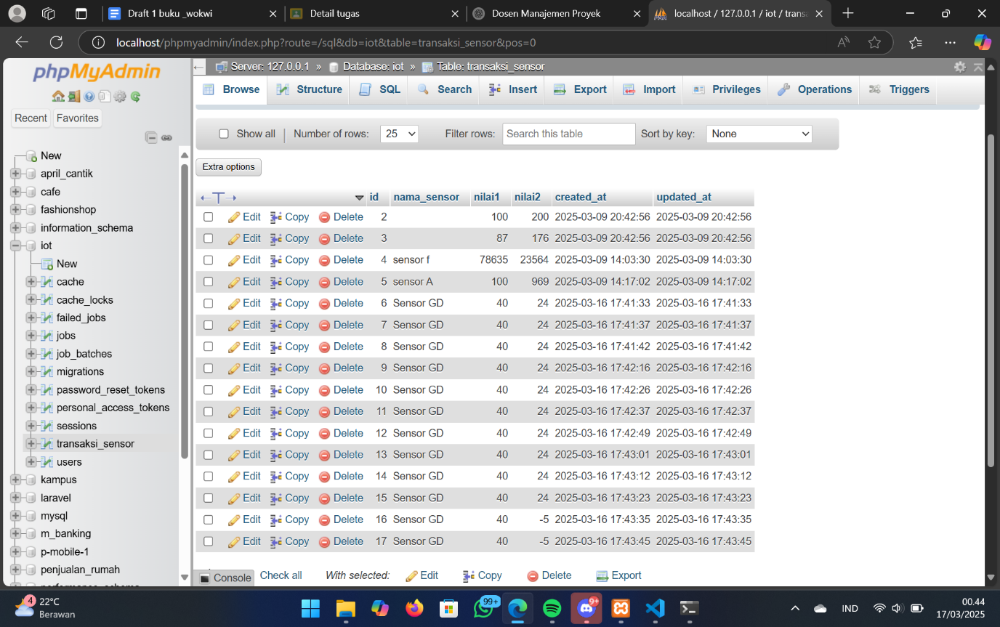 Draft 1 buku _wokwi
Detail tugas
Dosen Manajemen Proyek
localhost / 127.0.0.1 / iot / transa
localhost/phpmyadmin/index.php?route=/sql&db=iot&table=transaksi_sensor&pos=0
phpMyAdmin
Recent Favorites
New
april_cantik
cafe
fashionshop
information_schema
iot
New
cache
cache_locks
failed_jobs
jobs
job_batches
migrations
password_reset_tokens
personal_access_tokens
sessions
transaksi_sensor
users
kampus
laravel
mysql
m_banking
p-mobile-1
penjualan_rumah
Server: 127.0.0.1 » Database: iot » Table: transaksi_sensor
Browse Structure SQL Search Insert Export Import Privileges Operations Triggers
Show all Number of rows: 25 Filter rows: Search this table Sort by key: None
Extra options
id nama_sensor nilai1 nilai2 created_at updated_at
Edit Copy Delete 2 100 200 2025-03-09 20:42:56 2025-03-09 20:42:56
Edit Copy Delete 3 87 176 2025-03-09 20:42:56 2025-03-09 20:42:56
Edit Copy Delete 4 sensor f 78635 23564 2025-03-09 14:03:30 2025-03-09 14:03:30
Edit Copy Delete 5 sensor A 100 969 2025-03-09 14:17:02 2025-03-09 14:17:02
Edit Copy Delete 6 Sensor GD 40 24 2025-03-16 17:41:33 2025-03-16 17:41:33
Edit Copy Delete 7 Sensor GD 40 24 2025-03-16 17:41:37 2025-03-16 17:41:37
Edit Copy Delete 8 Sensor GD 40 24 2025-03-16 17:41:42 2025-03-16 17:41:42
Edit Copy Delete 9 Sensor GD 40 24 2025-03-16 17:42:16 2025-03-16 17:42:16
Edit Copy Delete 10 Sensor GD 40 24 2025-03-16 17:42:26 2025-03-16 17:42:26
Edit Copy Delete 11 Sensor GD 40 24 2025-03-16 17:42:37 2025-03-16 17:42:37
Edit Copy Delete 12 Sensor GD 40 24 2025-03-16 17:42:49 2025-03-16 17:42:49
Edit Copy Delete 13 Sensor GD 40 24 2025-03-16 17:43:01 2025-03-16 17:43:01
Edit Copy Delete 14 Sensor GD 40 24 2025-03-16 17:43:12 2025-03-16 17:43:12
Edit Copy Delete 15 Sensor GD 40 24 2025-03-16 17:43:23 2025-03-16 17:43:23
Edit Copy Delete 16 Sensor GD 40 -5 2025-03-16 17:43:35 2025-03-16 17:43:35
Edit Copy Delete 17 Sensor GD 40 -5 2025-03-16 17:43:45 2025-03-16 17:43:45
Console Check all With selected: Edit Copy Delete Export
4
22°C
Berawan
99+
9+
IND
00.44
17/03/2025